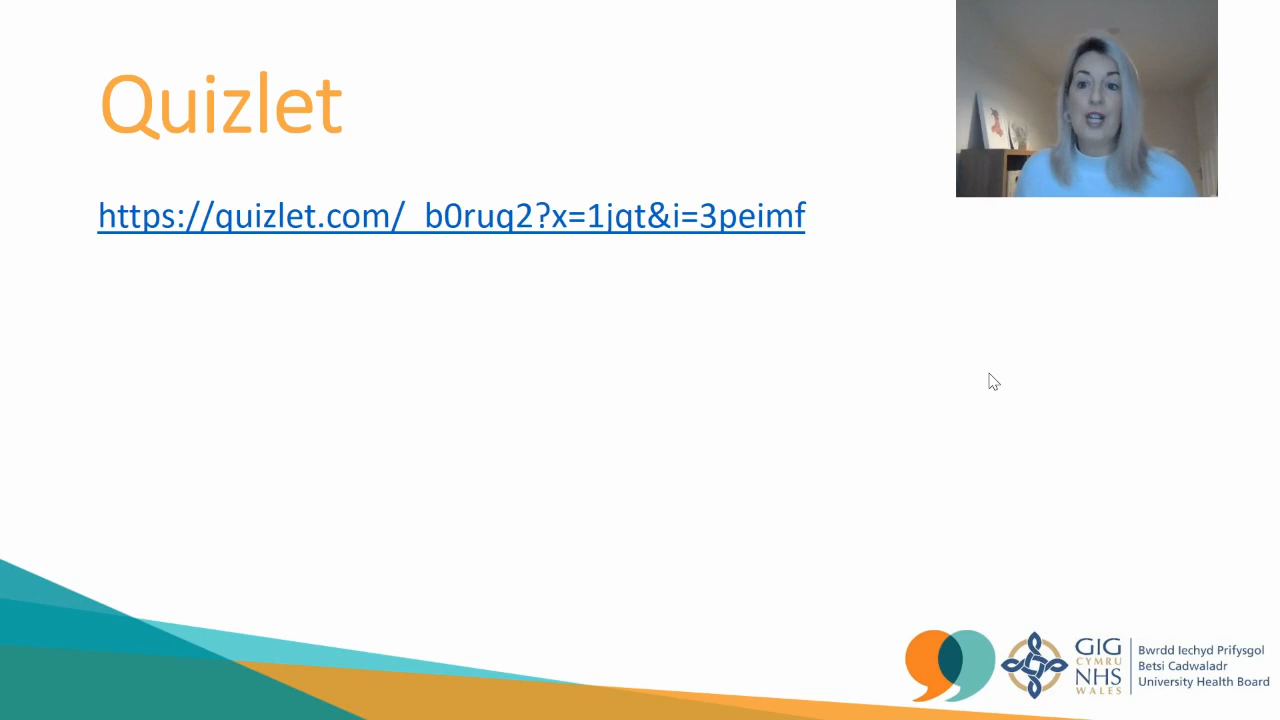 Quizlet
https://quizlet.com/_b0ruq2?x=1jqt&i=3peimf
GIG
CYMRU
NHS
WALES
Bwrdd Iechyd Prifysgol
Betsi Cadwaladr
University Health Board